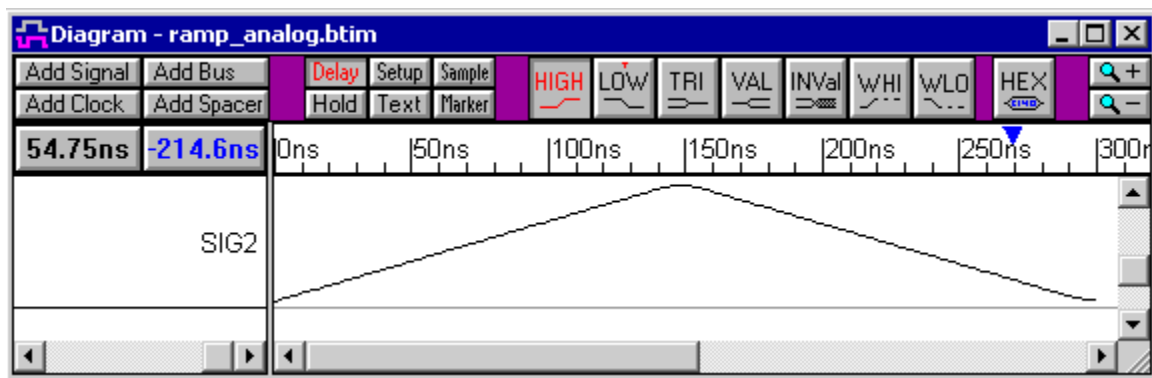 Diagram - ramp_analog.btim
Add Signal Add Bus Delay Setup Sample HIGH LOW TRI VAL INVal WHI WLO HEX +
Add Clock Add Spacer Hold Text Marker -
54.75ns -214.6ns 0ns 50ns 100ns 150ns 200ns 250ns 300n
SIG2